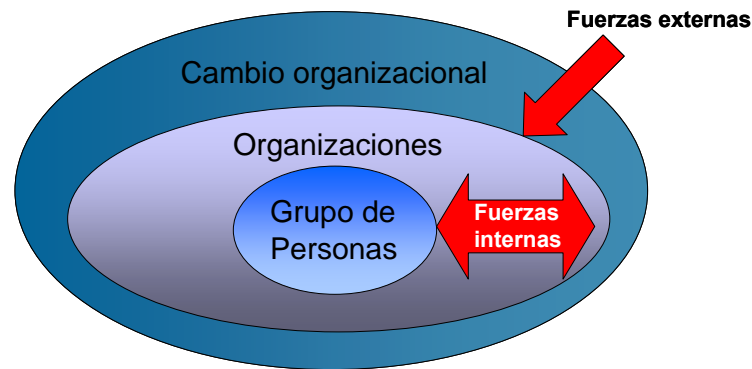 Fuerzas externas
Cambio organizacional
Organizaciones
Grupo de
Personas
Fuerzas
internas